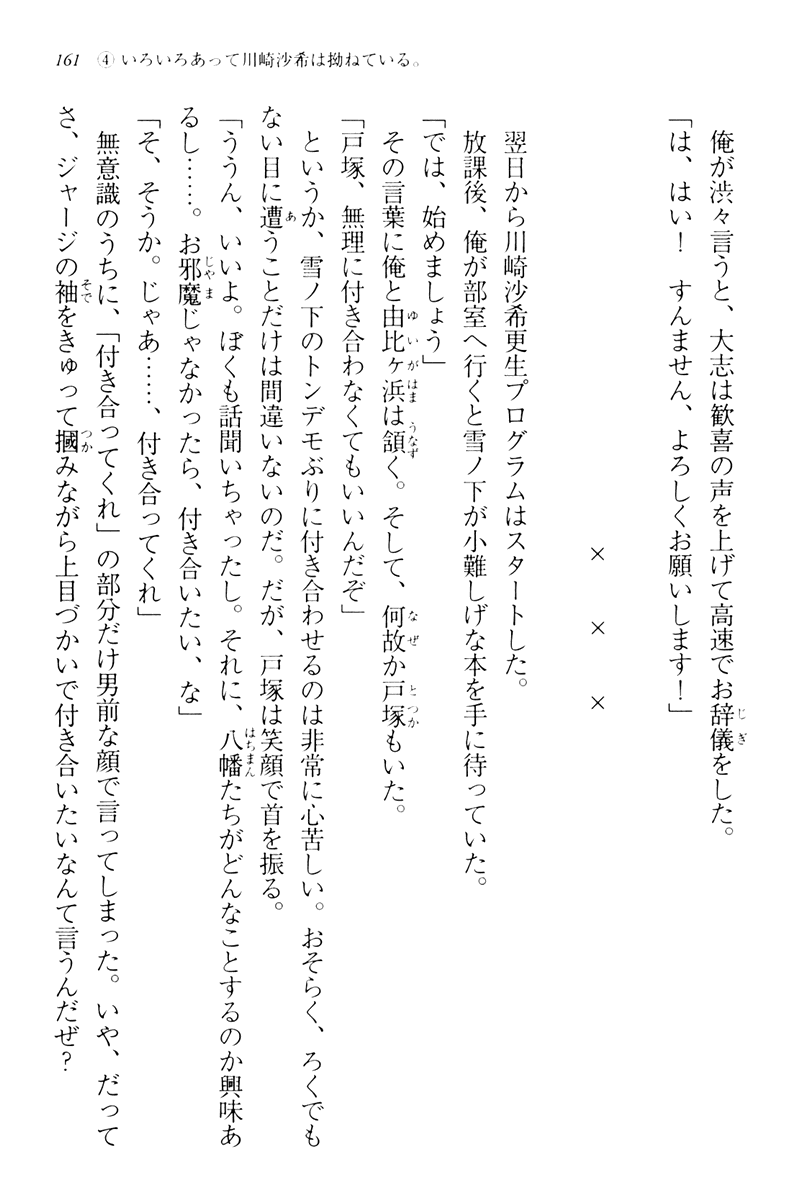 161 ④いろいろあって川崎沙希は拗ねている。
俺が渋々言うと、大志は歓喜の声を上げて高速でお辞儀をした。
「は、はい！　すんません、よろしくお願いします！」
×　×　×
翌日から川崎沙希更生プログラムはスタートした。
放課後、俺が部室へ行くと雪ノ下が小難しげな本を手に待っていた。
「では、始めましょう」
その言葉に俺と由比ヶ浜は頷く。そして、何故か戸塚もいた。
「戸塚、無理に付き合わなくてもいいんだぞ」
というか、雪ノ下のトンデモぶりに付き合わせるのは非常に心苦しい。おそらく、ろくでも
ない目に遭うことだけは間違いないのだ。だが、戸塚は笑顔で首を振る。
「ううん、いいよ。ぼくも話聞いちゃったし。それに、八幡たちがどんなことするのか興味あ
るし……。お邪魔じゃなかったら、付き合いたい、な」
「そ、そうか。じゃあ……、付き合ってくれ」
無意識のうちに、「付き合ってくれ」の部分だけ男前な顔で言ってしまった。いや、だって
さ、ジャージの袖をきゅって摑みながら上目づかいで付き合いたいなんて言うんだぜ？